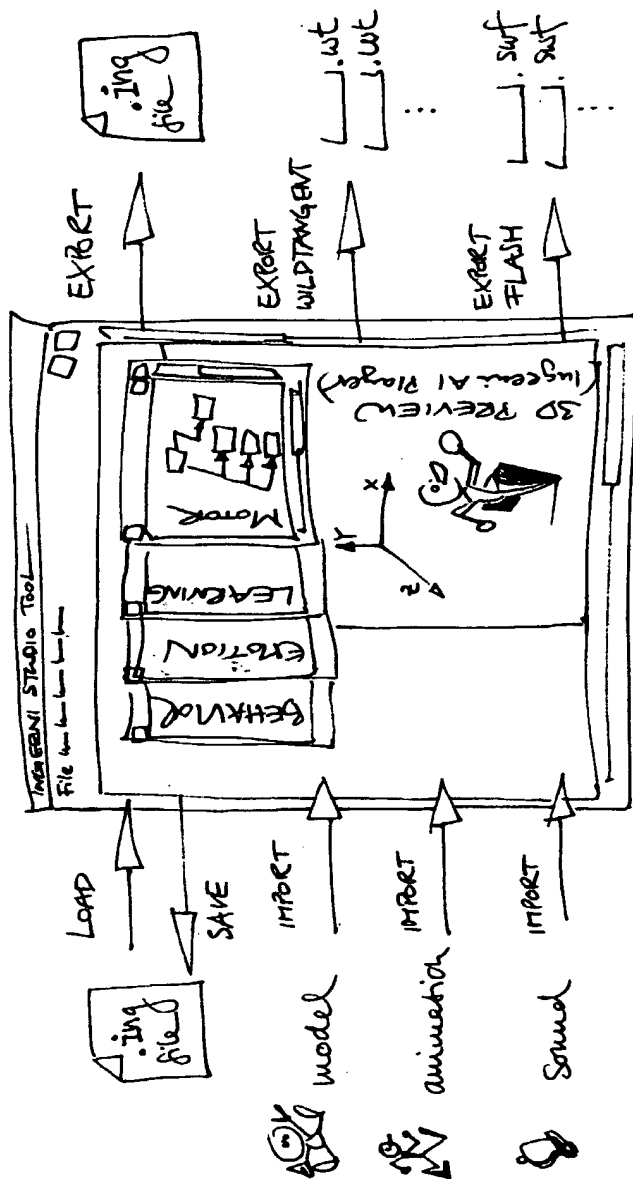 INGEENI STUDIO TOOL
File
.ing
file
LOAD
SAVE
model
IMPORT
animation
IMPORT
Sound
IMPORT
BEHAVIOR
EMOTION
LEARNING
MOTOR
X
Y
Z
3D PREVIEW
(Ingeeni AI Player)
EXPORT
.ing
file
EXPORT
WILDTANGENT
.wt
.wt
...
EXPORT
FLASH
.swf
.swf
...